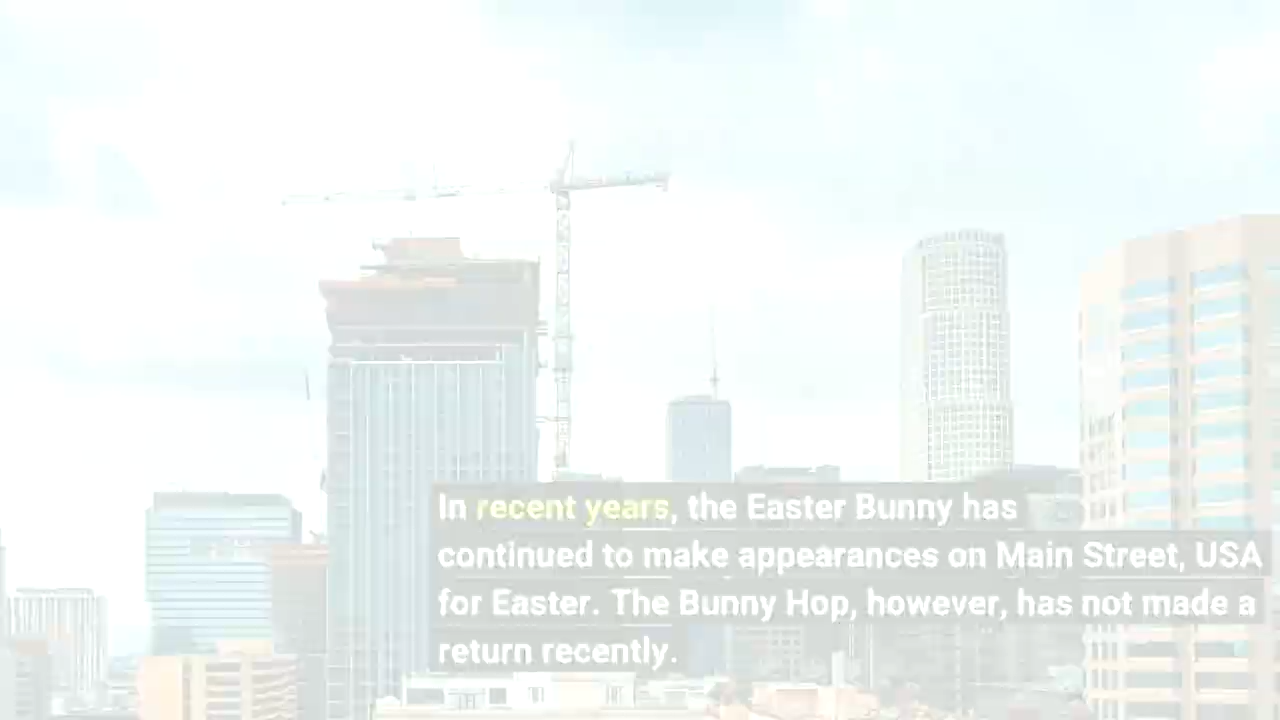 In recent years, the Easter Bunny has
continued to make appearances on Main Street, USA
for Easter. The Bunny Hop, however, has not made a
return recently.